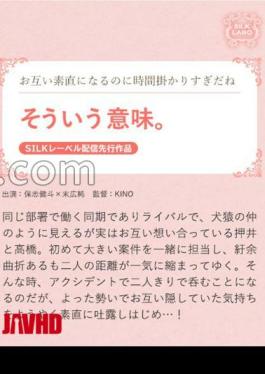 SILK
LABO
お互い素直になるのに時間掛かりすぎだね
そういう意味。
SILKレーベル配信先行作品
.com
出演:保志健斗×末広純 監督:KINO
同じ部署で働く同期でありライバルで、犬猿の仲
のように見えるが実はお互い想い合っている押井
と高橋。初めて大きい案件を一緒に担当し、紆余
曲折あるも二人の距離が一気に縮まってゆく。そ
んな時、アクシデントで二人きりで呑むことにな
るのだが、よった勢いでお互い隠していた気持ち
をようやく素直に吐露しはじめ…!
JAVHD